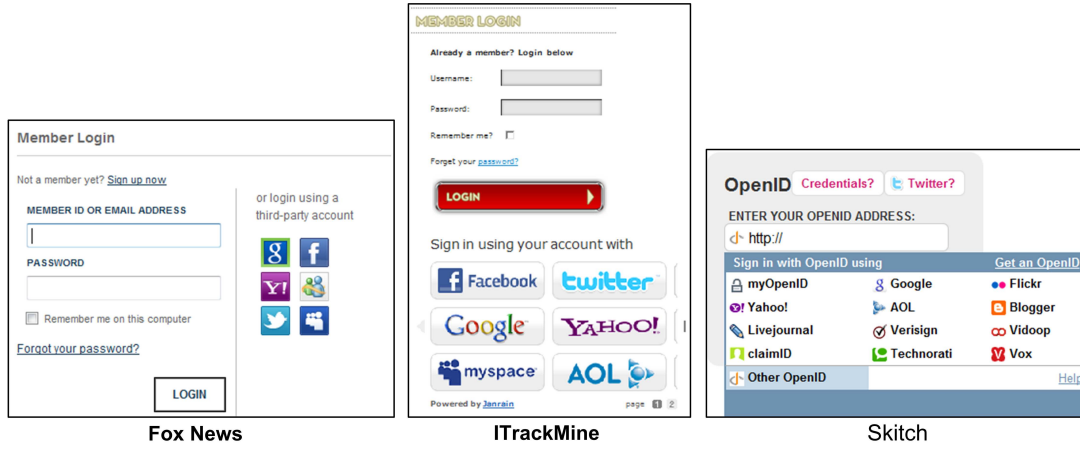 Member Login
Not a member yet? Sign up now
MEMBER ID OR EMAIL ADDRESS
PASSWORD
Remember me on this computer
Forgot your password?
LOGIN
or login using a
third-party account
8
f
Y!
Fox News
MEMBER LOGIN
Already a member? Login below
Username:
Password:
Remember me?
Forget your password?
LOGIN
Sign in using your account with
Facebook
twitter
Google
YAHOO!
myspace
AOL
Powered by Janrain
page 1 2
ITrackMine
OpenID Credentials? Twitter?
ENTER YOUR OPENID ADDRESS:
http://
Sign in with OpenID using Get an OpenID
myOpenID Google Flickr
Yahoo! AOL Blogger
Livejournal Verisign Vidoop
claimID Technorati Vox
Other OpenID Help
Skitch